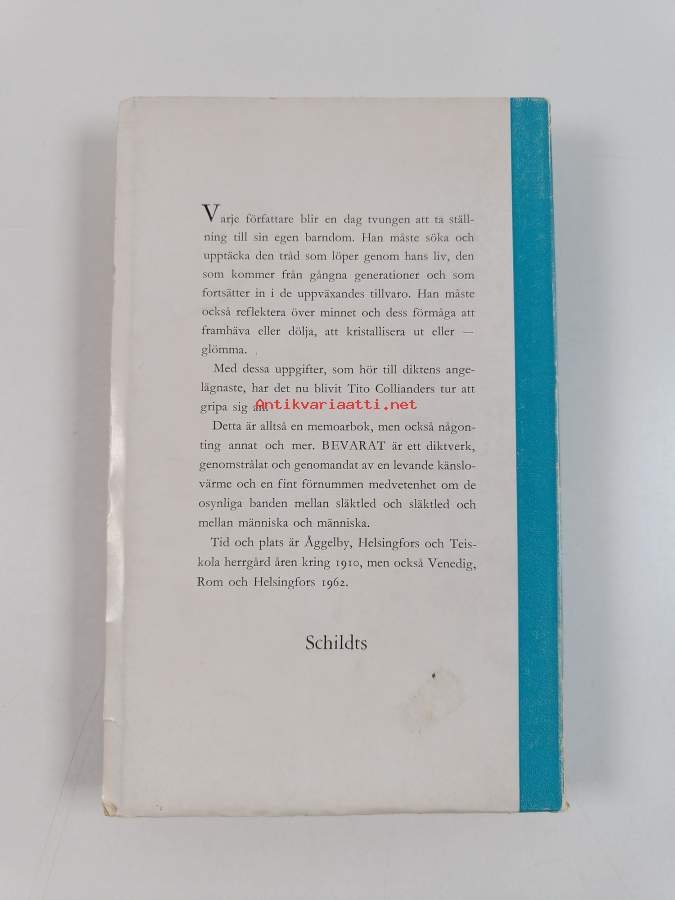 Varje författare blir en dag tvungen att ta ställ-
ning till sin egen barndom. Han måste söka och
upptäcka den tråd som löper genom hans liv, den
som kommer från gångna generationer och som
fortsätter in i de uppväxandes tillvaro. Han måste
också reflektera över minnet och dess förmåga att
framhäva eller dölja, att kristallisera ut eller —
glömma.
Med dessa uppgifter, som hör till diktens ange-
lägnaste, har det nu blivit Tito Collianders tur att
gripa sig an.
Antikvariaatti.net
Detta är alltså en memoarbok, men också någon-
ting annat och mer. BEVARAT är ett diktverk,
genomstrålat och genomandat av en levande känslo-
värme och en fint förnummen medvetenhet om de
osynliga banden mellan släktled och släktled och
mellan människa och människa.
Tid och plats är Åggelby, Helsingfors och Teis-
kola herrgård åren kring 1910, men också Venedig,
Rom och Helsingfors 1962.
Schildts